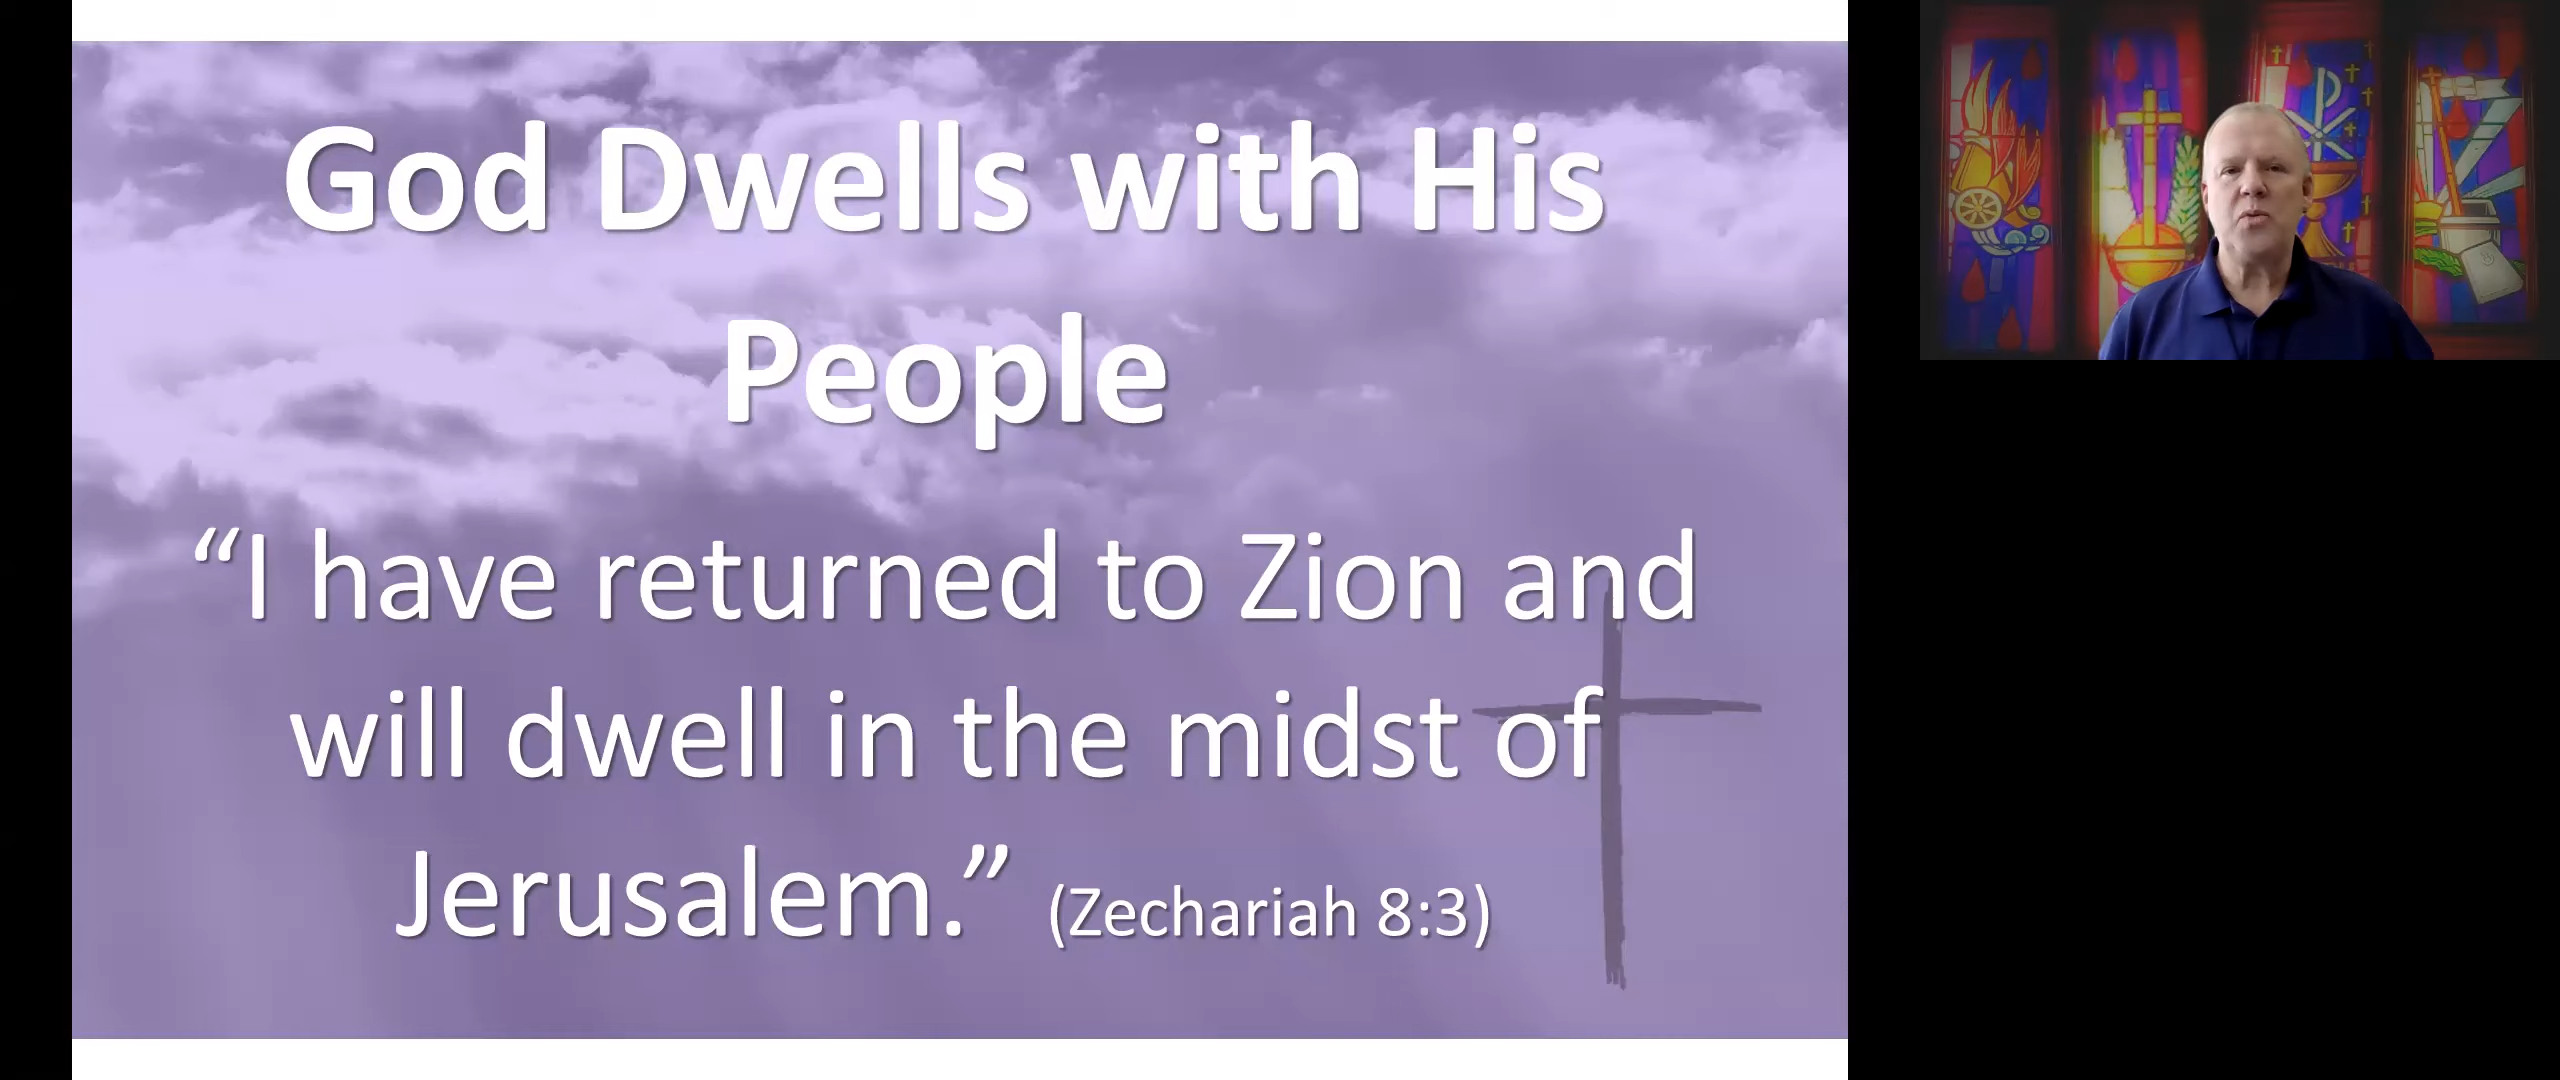 God Dwells with His
People
“I have returned to Zion and
will dwell in the midst of
Jerusalem.” (Zechariah 8:3)